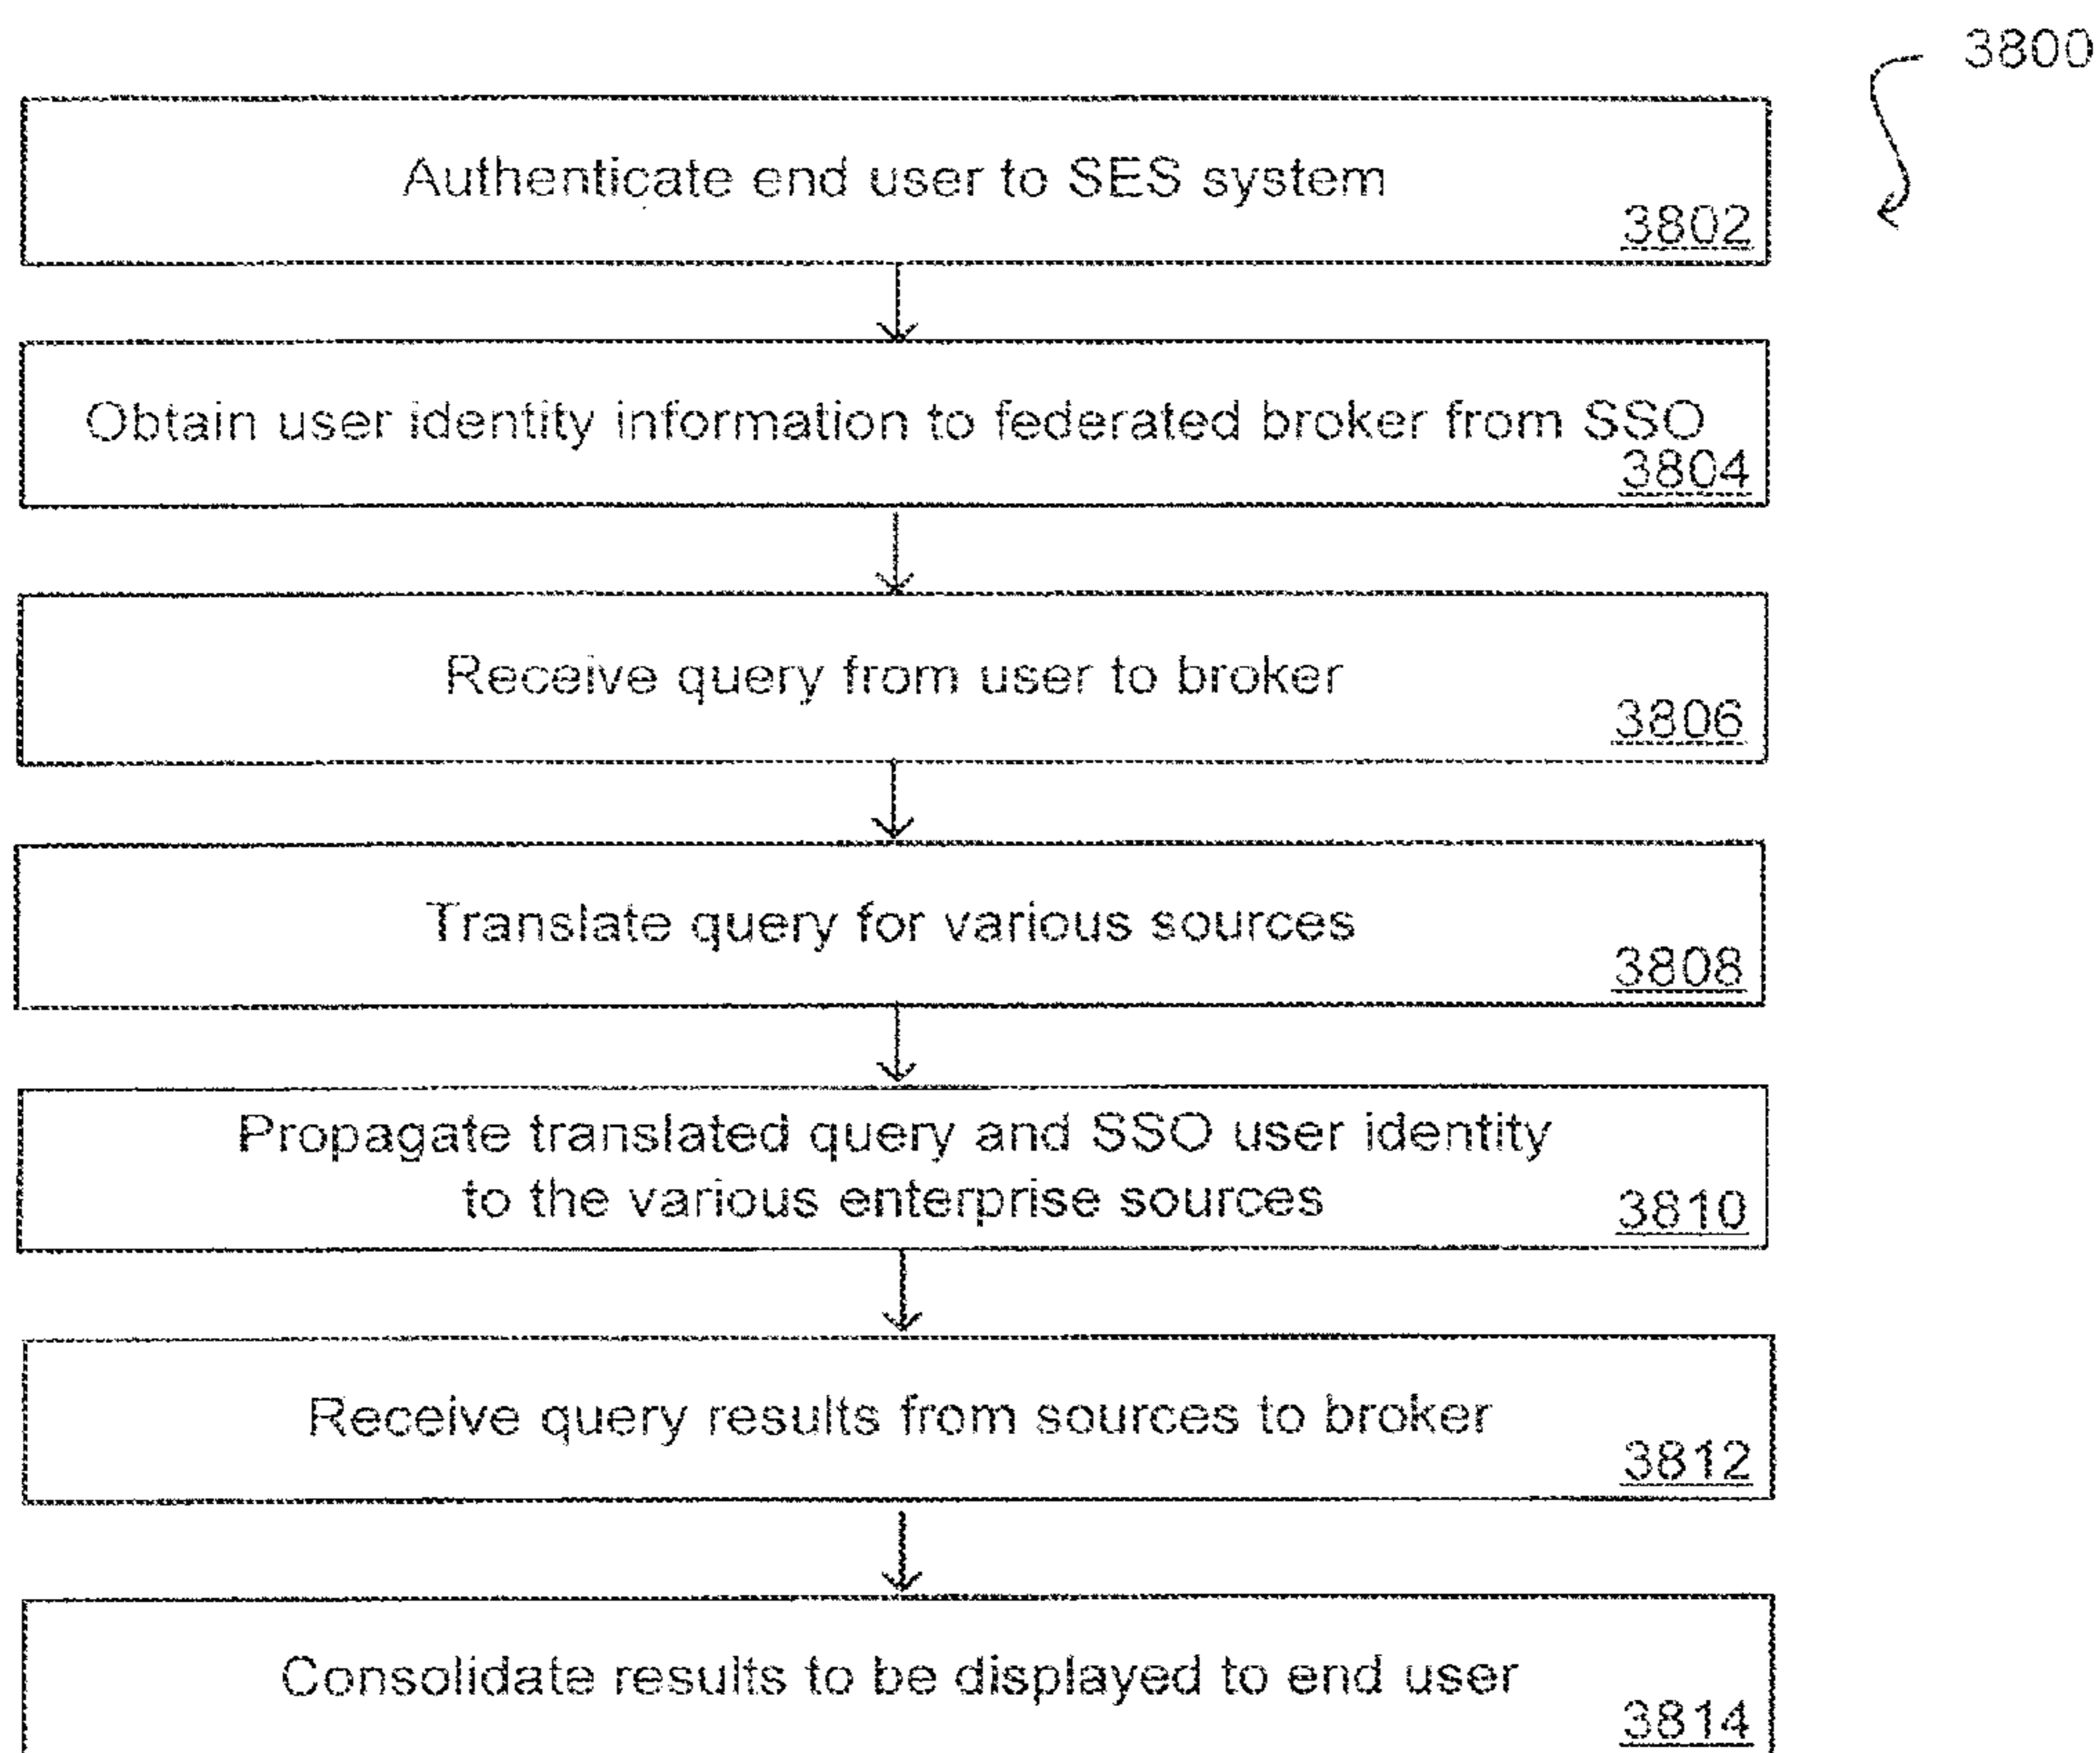 3800
Authenticate end user to SES system
3802
Obtain user identity information to federated broker from SSO
3804
Receive query from user to broker
3806
Translate query for various sources
3808
Propagate translated query and SSO user identity
to the various enterprise sources
3810
Receive query results from sources to broker
3812
Consolidate results to be displayed to end user
3814